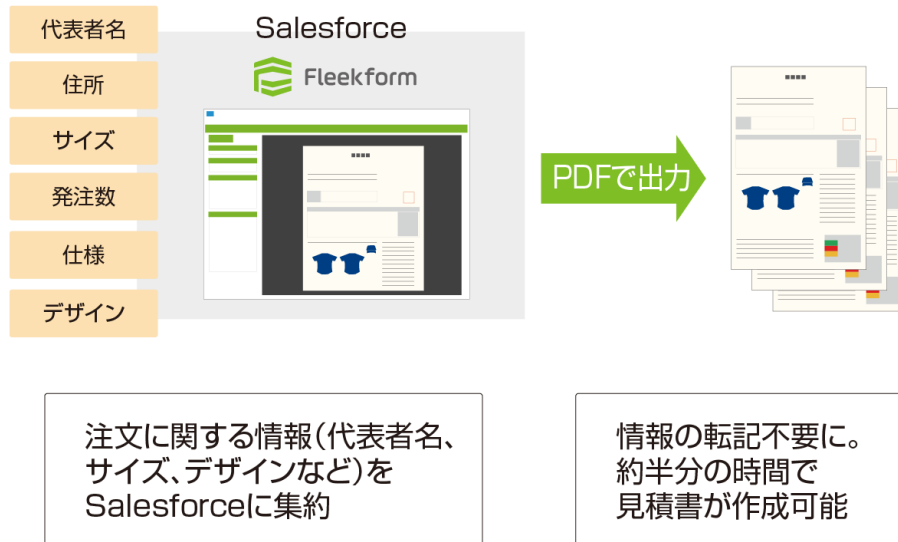 代表者名
住所
サイズ
発注数
仕様
デザイン
Salesforce
Fleekform
PDFで出力
注文に関する情報(代表者名、
サイズ、デザインなど)を
Salesforceに集約
情報の転記不要に。
約半分の時間で
見積書が作成可能